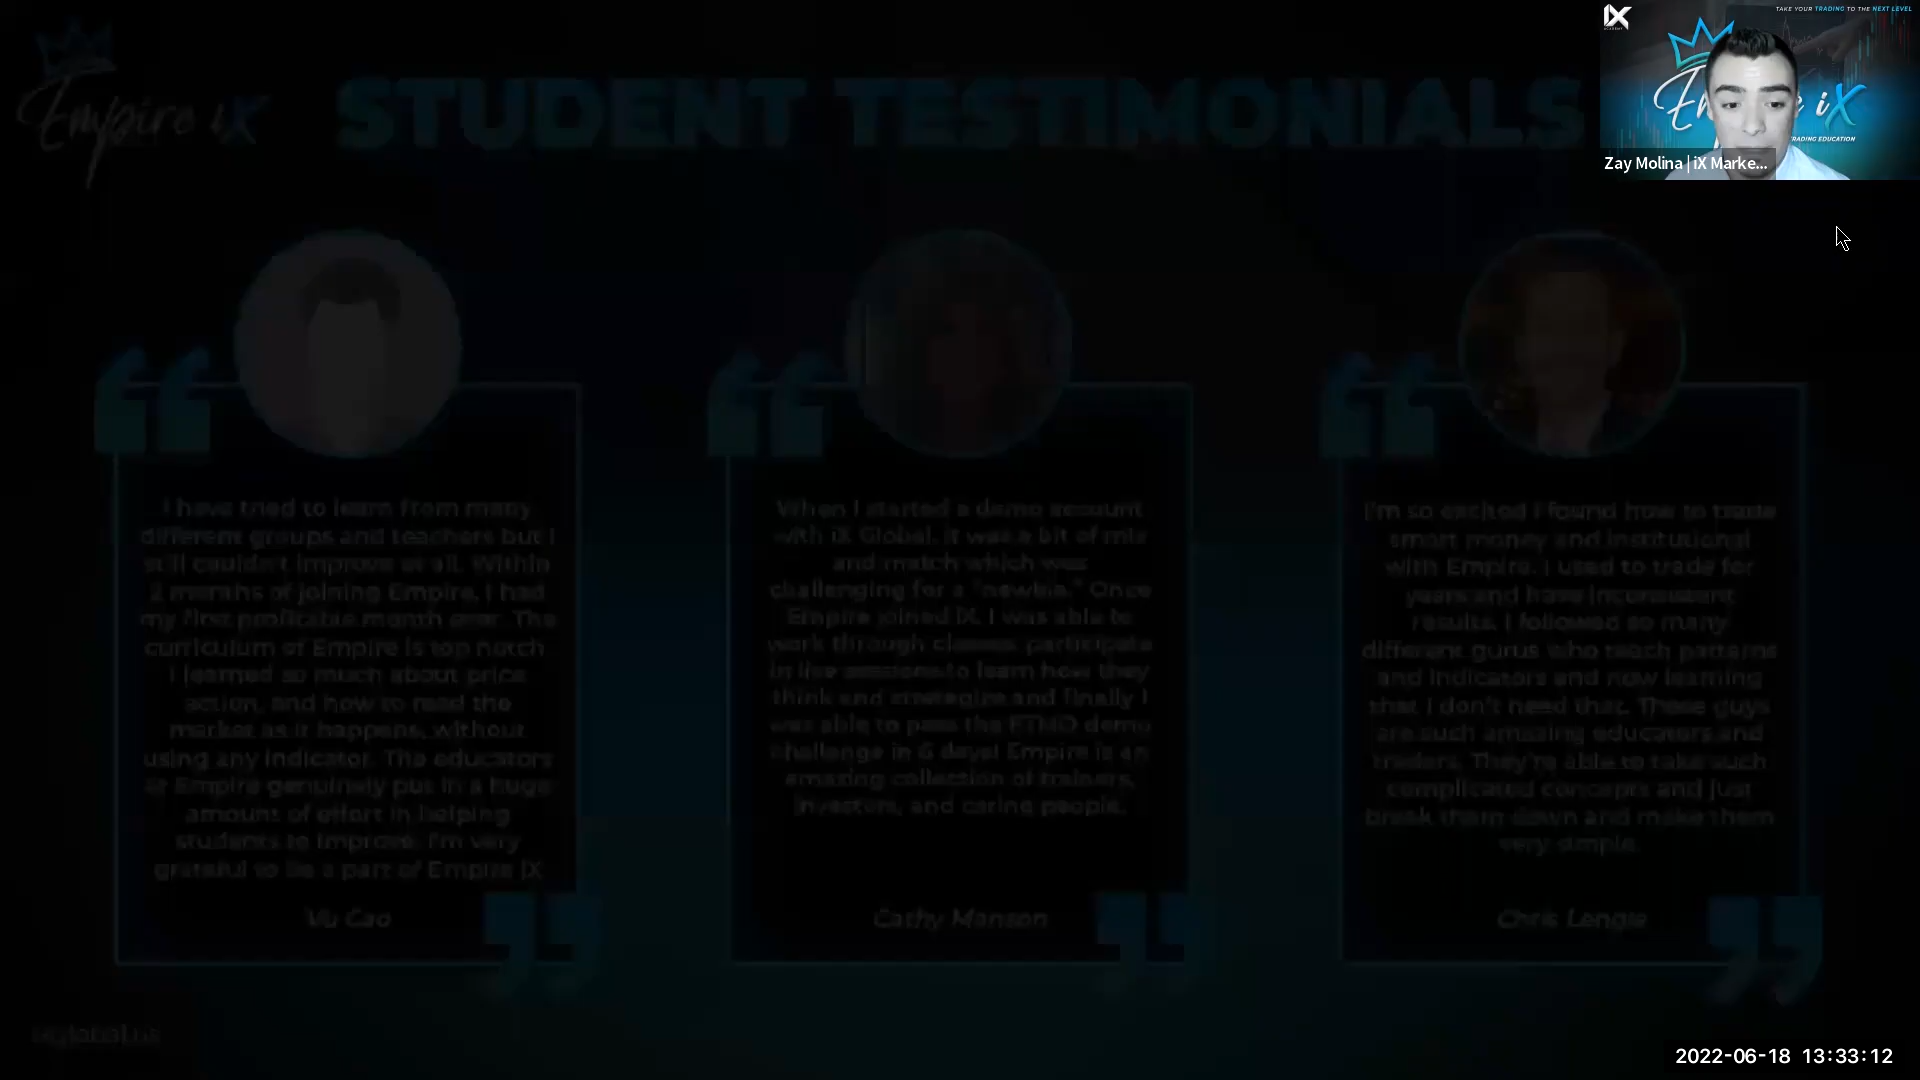 TAKE YOUR TRADING TO THE NEXT LEVEL
iX
RADING EDUCATION
Zay Molina | iX Marke...
Empire iX
STUDENT TESTIMONIALS
I have tried to learn from many
different groups and teachers but I
still couldn't improve at all. Within
2 months of joining Empire, I had
my first profitable month ever. The
curriculum of Empire is top notch.
I learned so much about price
action, and how to read the
market as it happens, without
using any indicator. The educators
at Empire genuinely put in a huge
amount of effort in helping
students to improve. I'm very
grateful to be a part of Empire iX
Vu Cao
When I started a demo account
with iX Global, it was a bit of mix
and match which was
challenging for a "newbie." Once
Empire joined iX, I was able to
work through classes, participate
in live sessions to learn how they
think and strategize and finally I
was able to pass the FTMO demo
challenge in 6 days! Empire is an
amazing collection of trainers,
investors, and caring people.
Cathy Manson
I'm so excited I found how to trade
smart money and institutional
with Empire. I used to trade for
years and have inconsistent
results. I followed so many
different gurus who teach patterns
and indicators and now learning
that I don't need that. These guys
are such amazing educators and
traders. They're able to take such
complicated concepts and just
break them down and make them
very simple.
Chris Lengle
ixglobal.us
2022-06-18 13:33:12